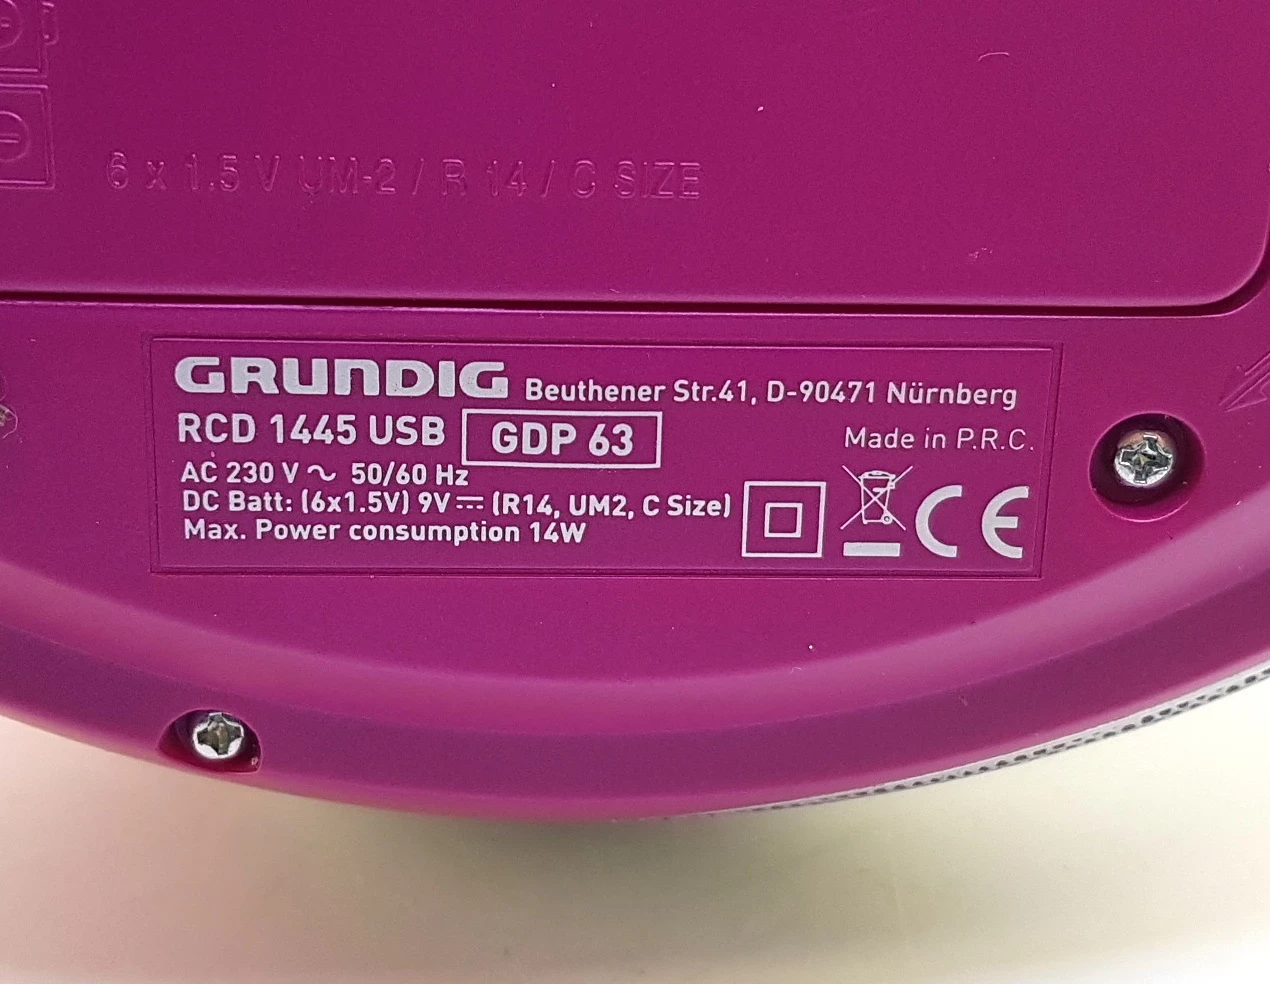 6 x 1.5 V UM-2 / R 14 / C SIZE
GRUNDIG Beuthener Str.41, D-90471 Nürnberg
RCD 1445 USB GDP 63 Made in P.R.C.
AC 230 V ~ 50/60 Hz
DC Batt: (6x1.5V) 9V ⎓ (R14, UM2, C Size)
Max. Power consumption 14W
CE